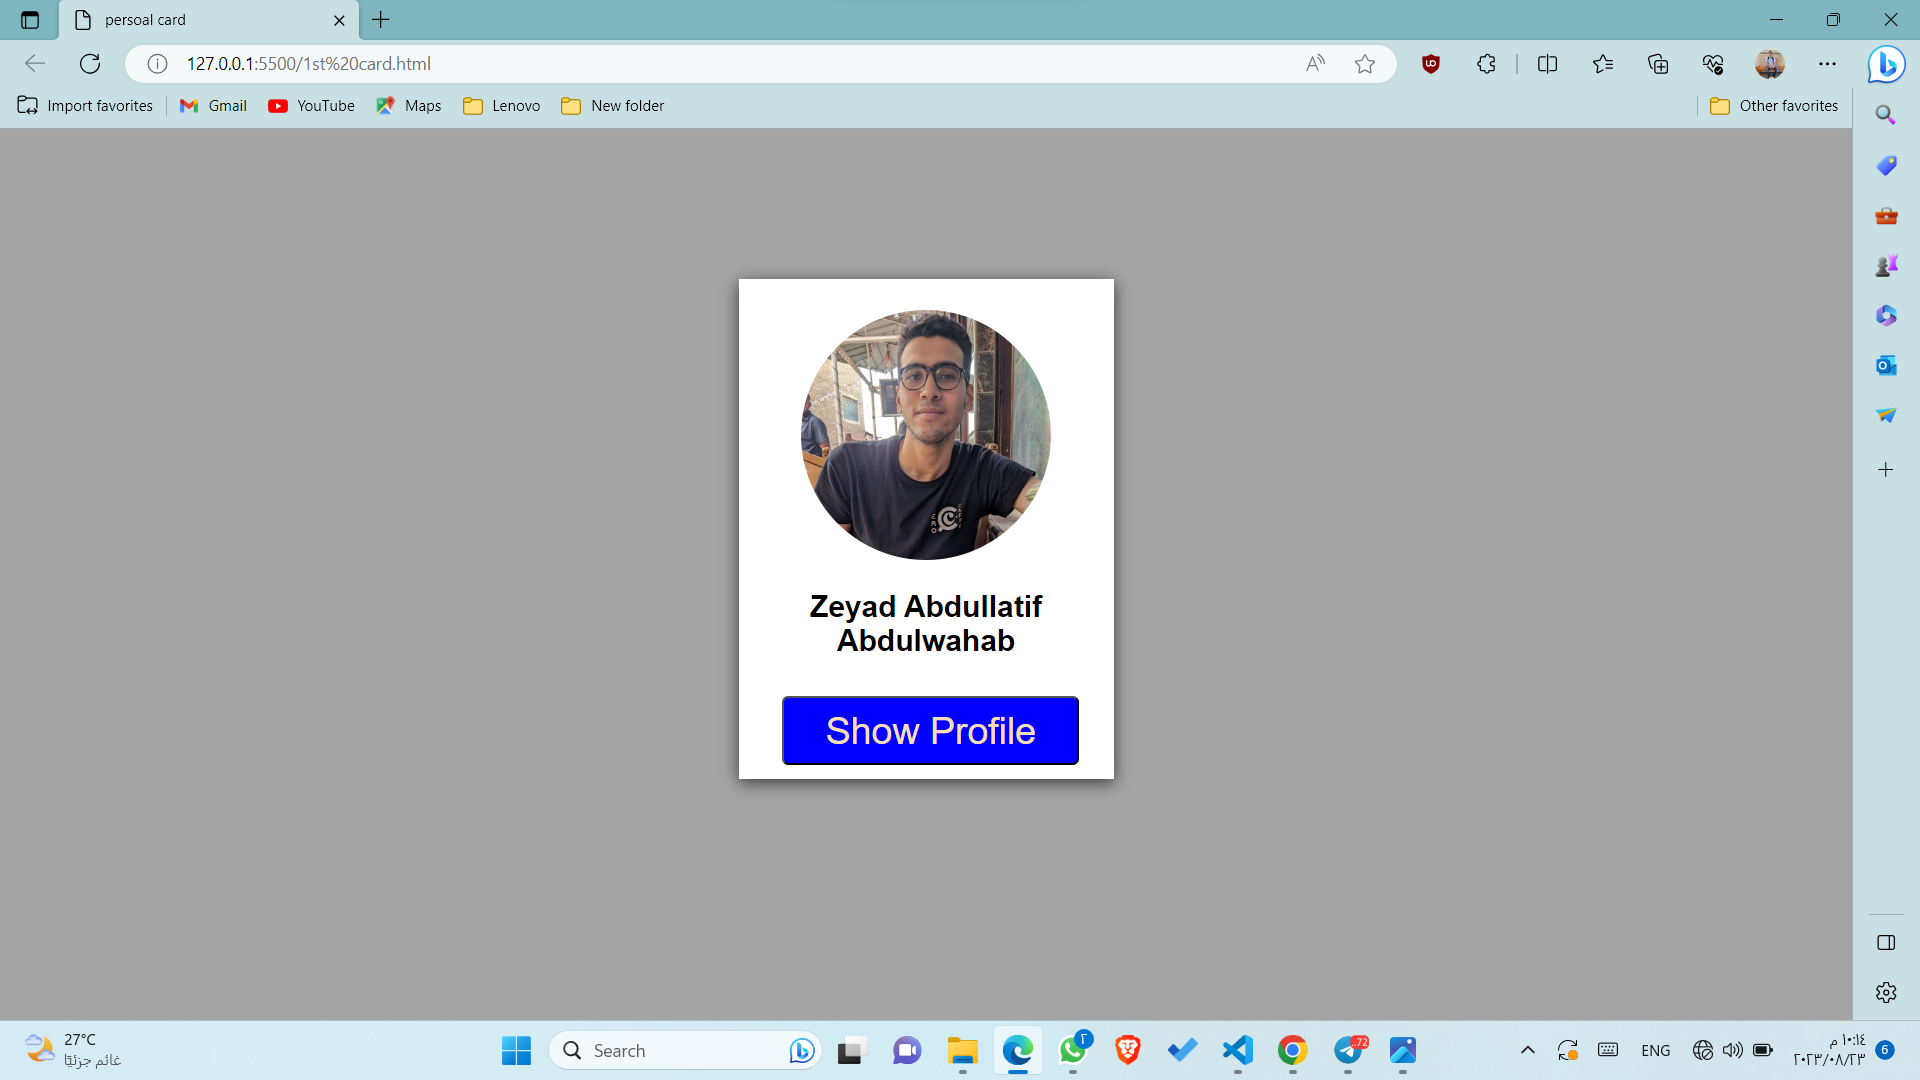 persoal card
127.0.0.1:5500/1st%20card.html
Import favorites
Gmail
YouTube
Maps
Lenovo
New folder
Other favorites
Zeyad Abdullatif
Abdulwahab
Show Profile
27°C
غائم جزئيًا
Search
٢
72
ENG
١٠:١٤ م
٢٠٢٣/٠٨/٢٣
6